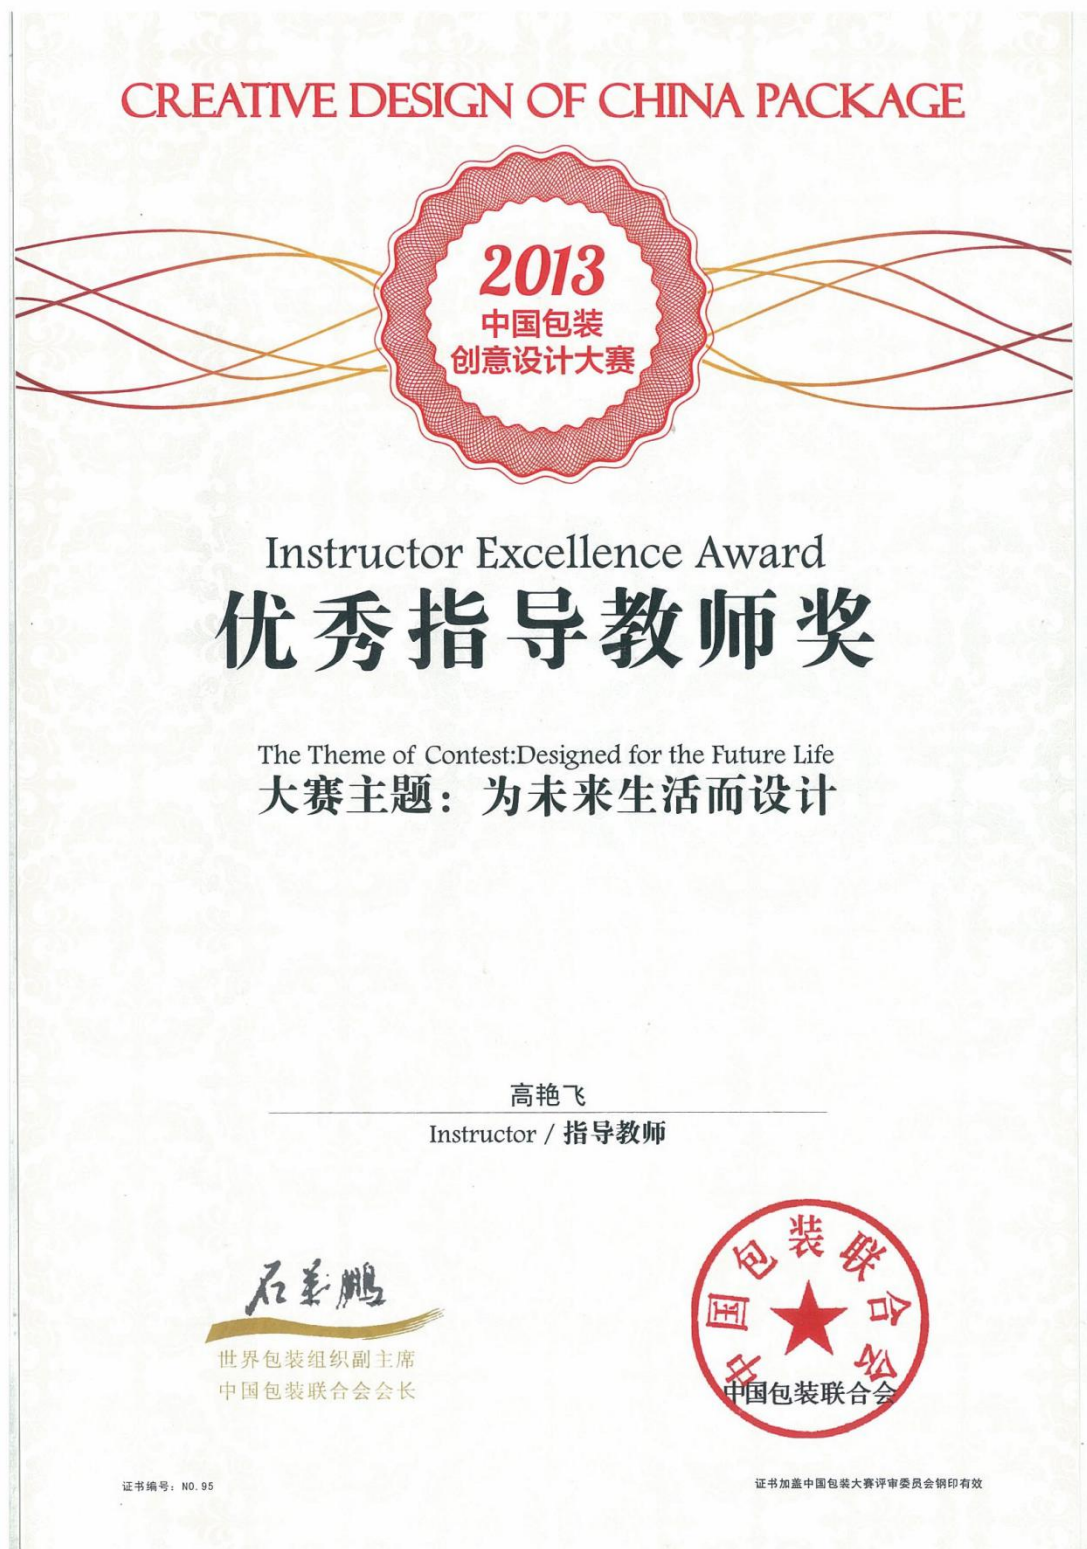 CREATIVE DESIGN OF CHINA PACKAGE
2013
中国包装
创意设计大赛
Instructor Excellence Award
优秀指导教师奖
The Theme of Contest:Designed for the Future Life
大赛主题：为未来生活而设计
高艳飞
Instructor / 指导教师
世界包装组织副主席
中国包装联合会会长
中国包装联合会
中国包装联合会
证书编号：NO.95
证书加盖中国包装大赛评审委员会钢印有效